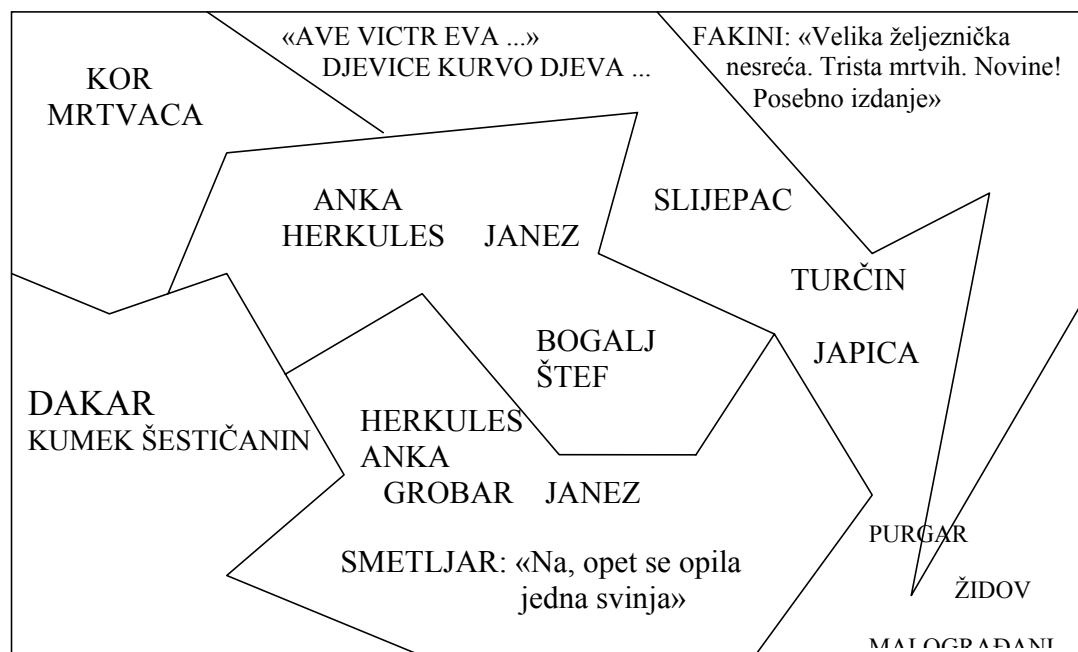 «AVE VICTR EVA ...»
DJEVICE KURVO DJEVA ...
FAKINI: «Velika željeznička
nesreća. Trista mrtvih. Novine!
Posebno izdanje»
KOR
MRTVACA
ANKA
HERKULES JANEZ
SLIJEPAC
TURČIN
JAPICA
BOGALJ
ŠTEF
DAKAR
KUMEK ŠESTIČANIN
HERKULES
ANKA
GROBAR JANEZ
SMETLJAR: «Na, opet se opila
jedna svinja»
PURGAR
ŽIDOV
MALOGRAĐANI